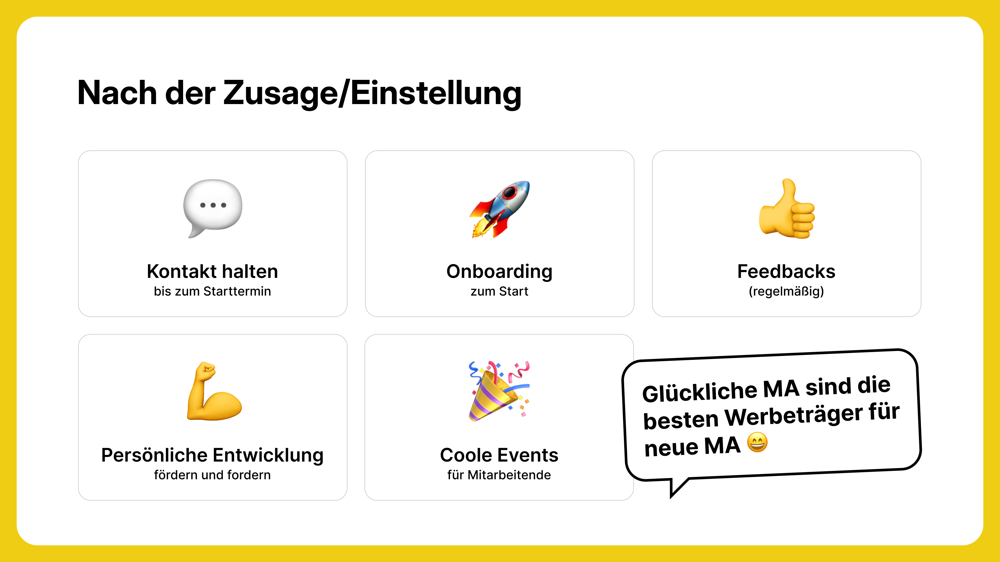 Nach der Zusage/Einstellung
Kontakt halten
bis zum Starttermin
Onboarding
zum Start
Feedbacks
(regelmäßig)
Persönliche Entwicklung
fördern und fordern
Coole Events
für Mitarbeitende
Glückliche MA sind die
besten Werbeträger für
neue MA 😄